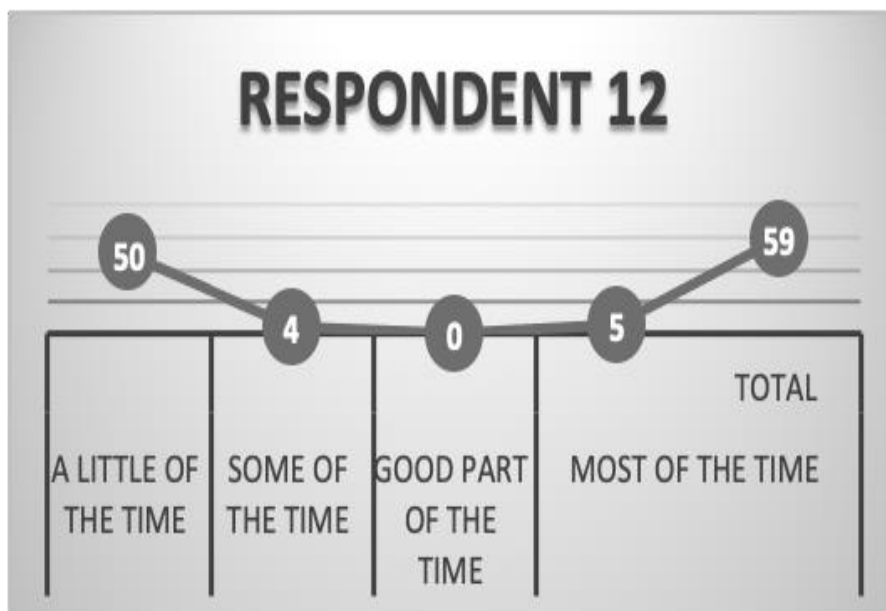 RESPONDENT 12
50
4
0
5
59
TOTAL
A LITTLE OF
THE TIME
SOME OF
THE TIME
GOOD PART
OF THE
TIME
MOST OF THE TIME